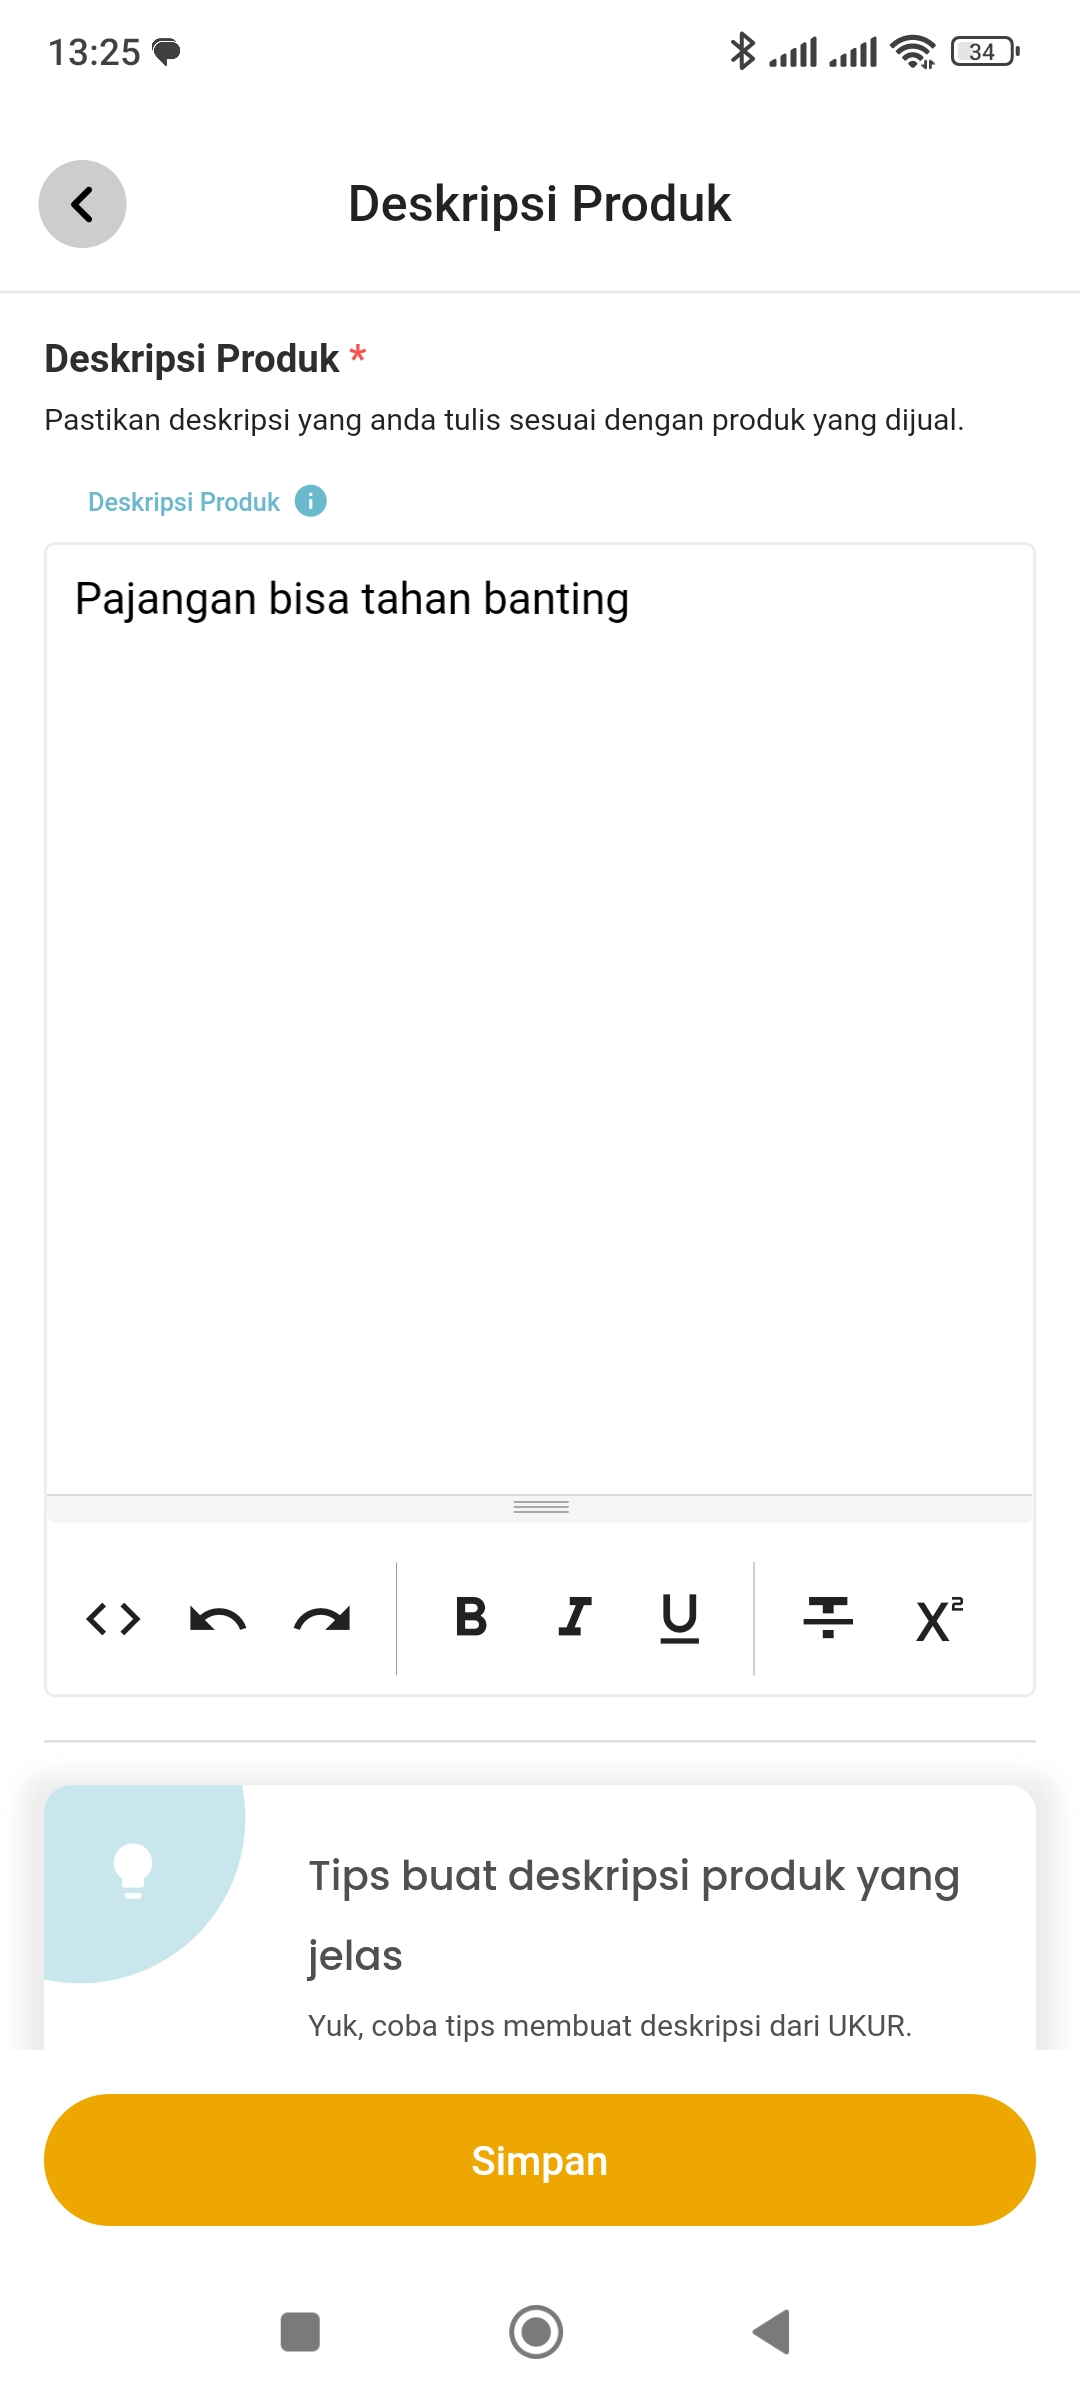 13:25
34
Deskripsi Produk
Deskripsi Produk *
Pastikan deskripsi yang anda tulis sesuai dengan produk yang dijual.
Deskripsi Produk i
Pajangan bisa tahan banting
<> B I U T X²
Tips buat deskripsi produk yang
jelas
Yuk, coba tips membuat deskripsi dari UKUR.
Simpan